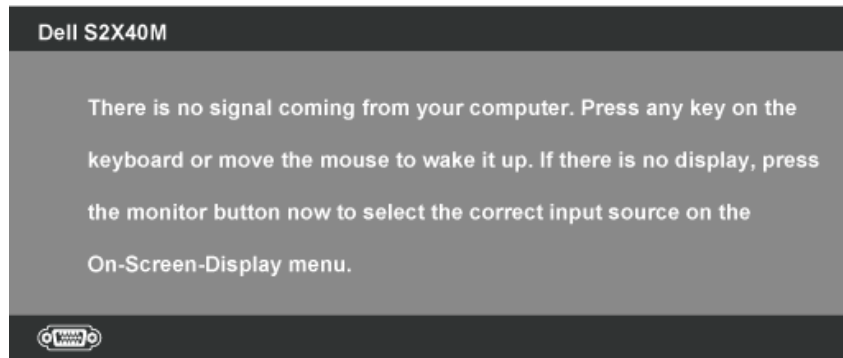 Dell S2X40M
There is no signal coming from your computer. Press any key on the
keyboard or move the mouse to wake it up. If there is no display, press
the monitor button now to select the correct input source on the
On-Screen-Display menu.